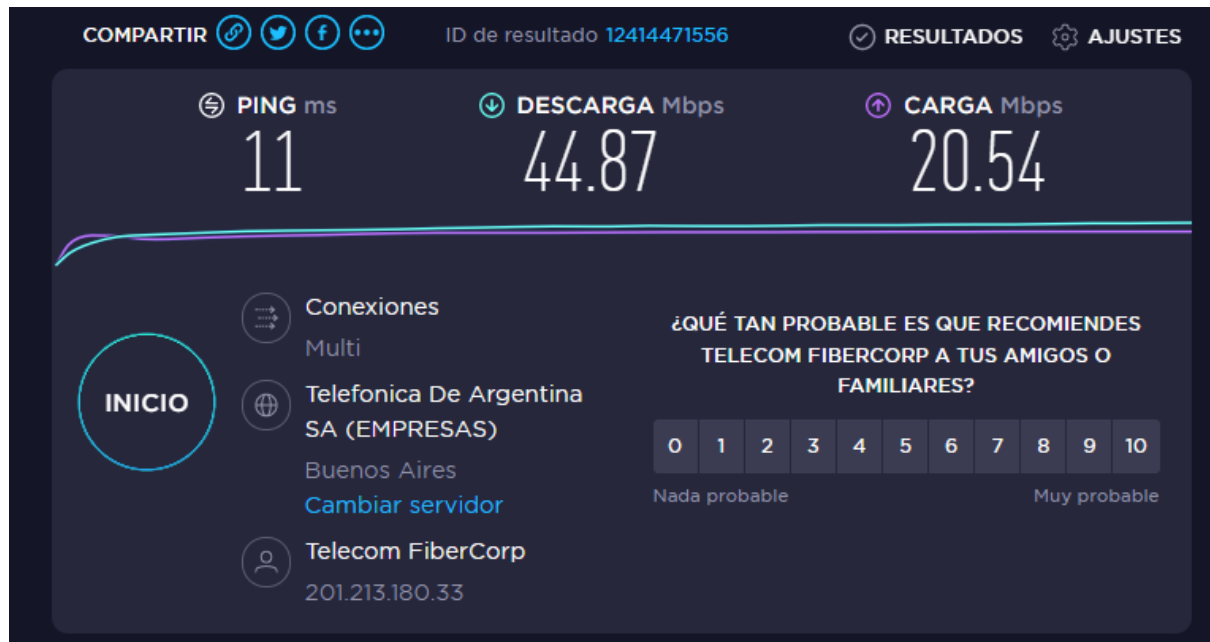 COMPARTIR
ID de resultado 12414471556
RESULTADOS
AJUSTES
PING ms
11
DESCARGA Mbps
44.87
CARGA Mbps
20.54
INICIO
Conexiones
Multi
Telefonica De Argentina
SA (EMPRESAS)
Buenos Aires
Cambiar servidor
Telecom FiberCorp
201.213.180.33
¿QUÉ TAN PROBABLE ES QUE RECOMIENDES
TELECOM FIBERCORP A TUS AMIGOS O
FAMILIARES?
0 1 2 3 4 5 6 7 8 9 10
Nada probable
Muy probable